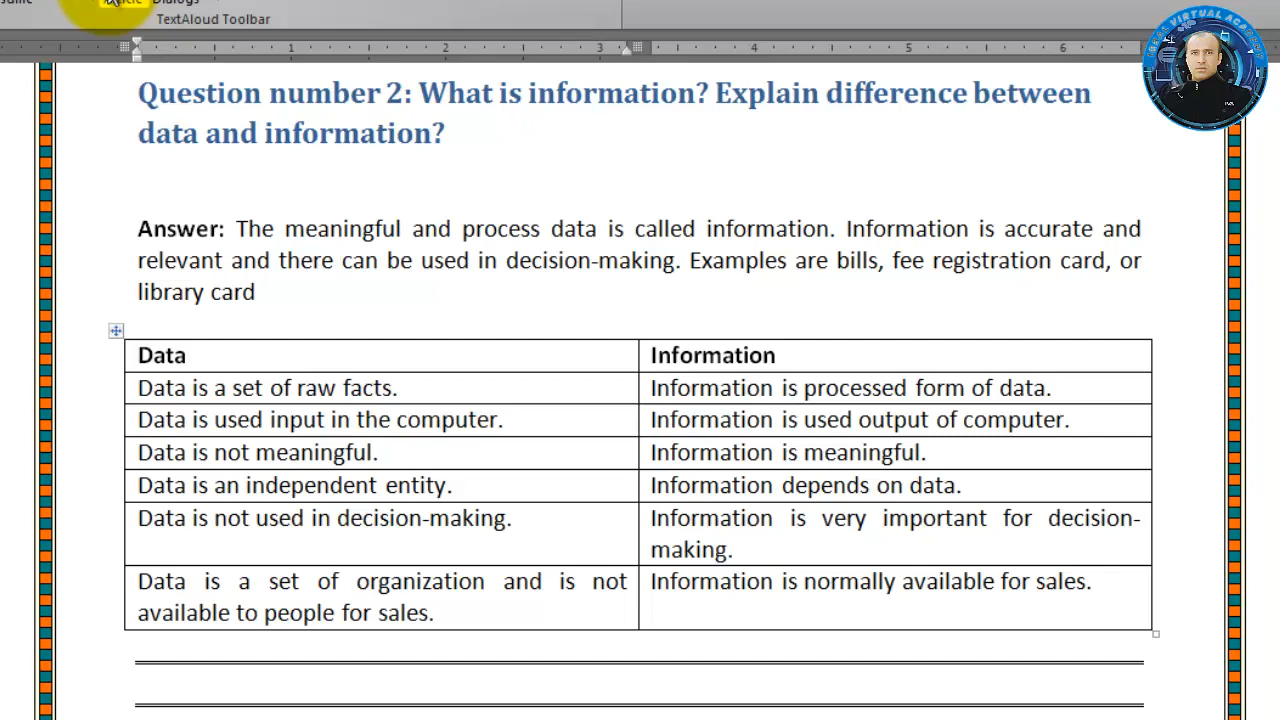 TextAloud Toolbar
1 2 3 4 5 6
Question number 2: What is information? Explain difference between
data and information?
Answer: The meaningful and process data is called information. Information is accurate and
relevant and there can be used in decision-making. Examples are bills, fee registration card, or
library card
Data
Information
Data is a set of raw facts.
Information is processed form of data.
Data is used input in the computer.
Information is used output of computer.
Data is not meaningful.
Information is meaningful.
Data is an independent entity.
Information depends on data.
Data is not used in decision-making.
Information is very important for decision-
making.
Data is a set of organization and is not
available to people for sales.
Information is normally available for sales.